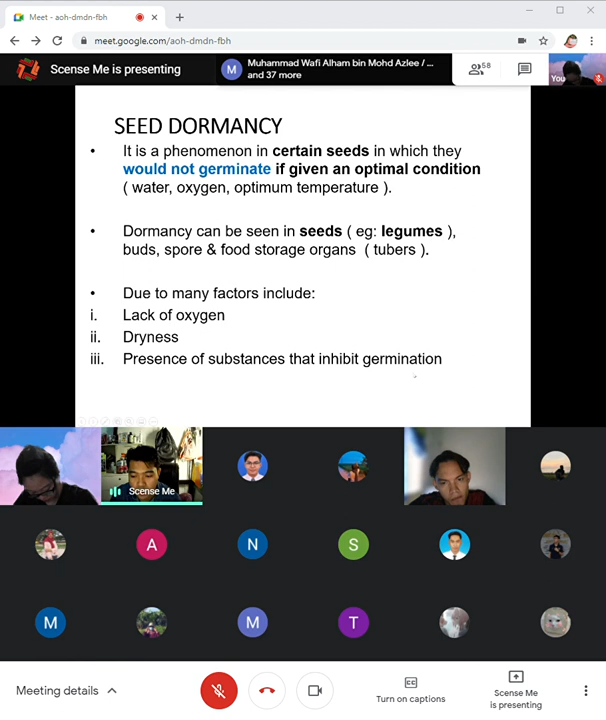 Meet - aoh-dmdn-fbh
meet.google.com/aoh-dmdn-fbh
Scense Me is presenting
M
Muhammad Wafi Alham bin Mohd Azlee / ...
and 37 more
58
You
SEED DORMANCY
• It is a phenomenon in certain seeds in which they
would not germinate if given an optimal condition
( water, oxygen, optimum temperature ).
• Dormancy can be seen in seeds ( eg: legumes ),
buds, spore & food storage organs ( tubers ).
• Due to many factors include:
i. Lack of oxygen
ii. Dryness
iii. Presence of substances that inhibit germination
Scense Me
A
N
S
M
M
T
Meeting details
CC
Turn on captions
Scense Me
is presenting